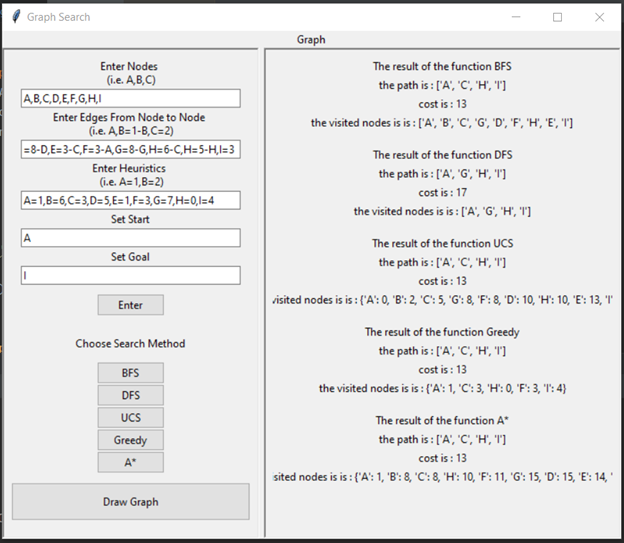 Graph Search
Graph
Enter Nodes
(i.e. A,B,C)
A,B,C,D,E,F,G,H,I
Enter Edges From Node to Node
(i.e. A,B=1-B,C=2)
=8-D,E=3-C,F=3-A,G=8-G,H=6-C,H=5-H,I=3
Enter Heuristics
(i.e. A=1,B=2)
A=1,B=6,C=3,D=5,E=1,F=3,G=7,H=0,I=4
Set Start
A
Set Goal
I
Enter
Choose Search Method
BFS
DFS
UCS
Greedy
A*
Draw Graph
The result of the function BFS
the path is : ['A', 'C', 'H', 'I']
cost is : 13
the visited nodes is is : ['A', 'B', 'C', 'G', 'D', 'F', 'H', 'E', 'I']
The result of the function DFS
the path is : ['A', 'G', 'H', 'I']
cost is : 17
the visited nodes is is : ['A', 'G', 'H', 'I']
The result of the function UCS
the path is : ['A', 'C', 'H', 'I']
cost is : 13
visited nodes is is : {'A': 0, 'B': 2, 'C': 5, 'G': 8, 'F': 8, 'D': 10, 'H': 10, 'E': 13, 'I'
The result of the function Greedy
the path is : ['A', 'C', 'H', 'I']
cost is : 13
the visited nodes is is : {'A': 1, 'C': 3, 'H': 0, 'F': 3, 'I': 4}
The result of the function A*
the path is : ['A', 'C', 'H', 'I']
cost is : 13
sited nodes is is : {'A': 1, 'B': 8, 'C': 8, 'H': 10, 'F': 11, 'G': 15, 'D': 15, 'E': 14, '